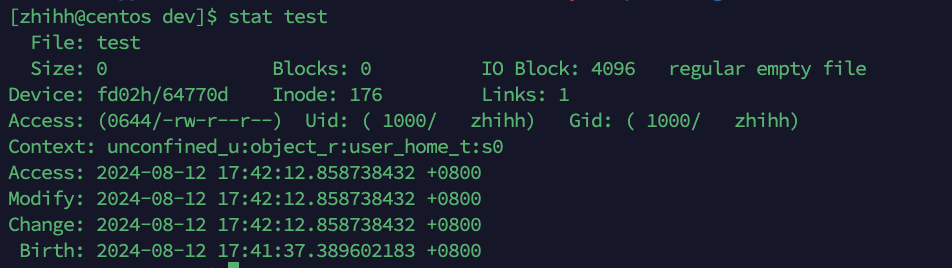 [zhihh@centos dev]$ stat test
  File: test
  Size: 0               Blocks: 0          IO Block: 4096   regular empty file
Device: fd02h/64770d    Inode: 176         Links: 1
Access: (0644/-rw-r--r--)  Uid: ( 1000/   zhihh)   Gid: ( 1000/   zhihh)
Context: unconfined_u:object_r:user_home_t:s0
Access: 2024-08-12 17:42:12.858738432 +0800
Modify: 2024-08-12 17:42:12.858738432 +0800
Change: 2024-08-12 17:42:12.858738432 +0800
 Birth: 2024-08-12 17:41:37.389602183 +0800